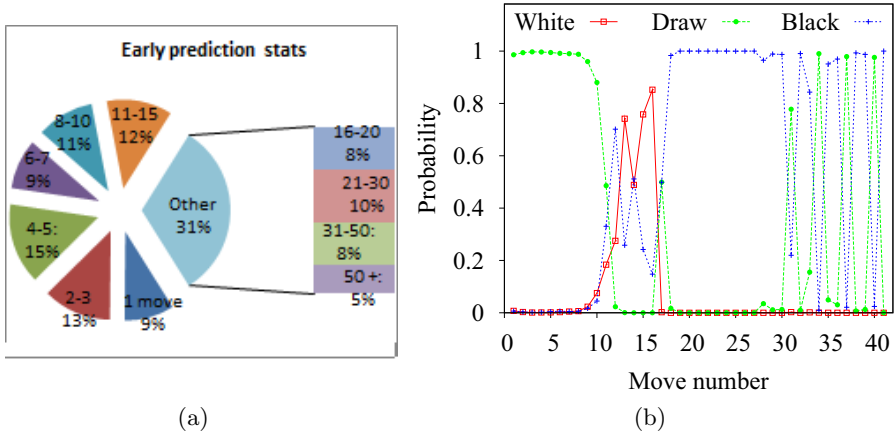 Early prediction stats
8-10
11%
11-15
12%
6-7
9%
4-5:
15%
2-3
13%
1 move
9%
Other
31%
16-20
8%
21-30
10%
31-50:
8%
50 +:
5%
(a)
White Draw Black
1
0.8
0.6
0.4
0.2
0
Probability
0 5 10 15 20 25 30 35 40
Move number
(b)